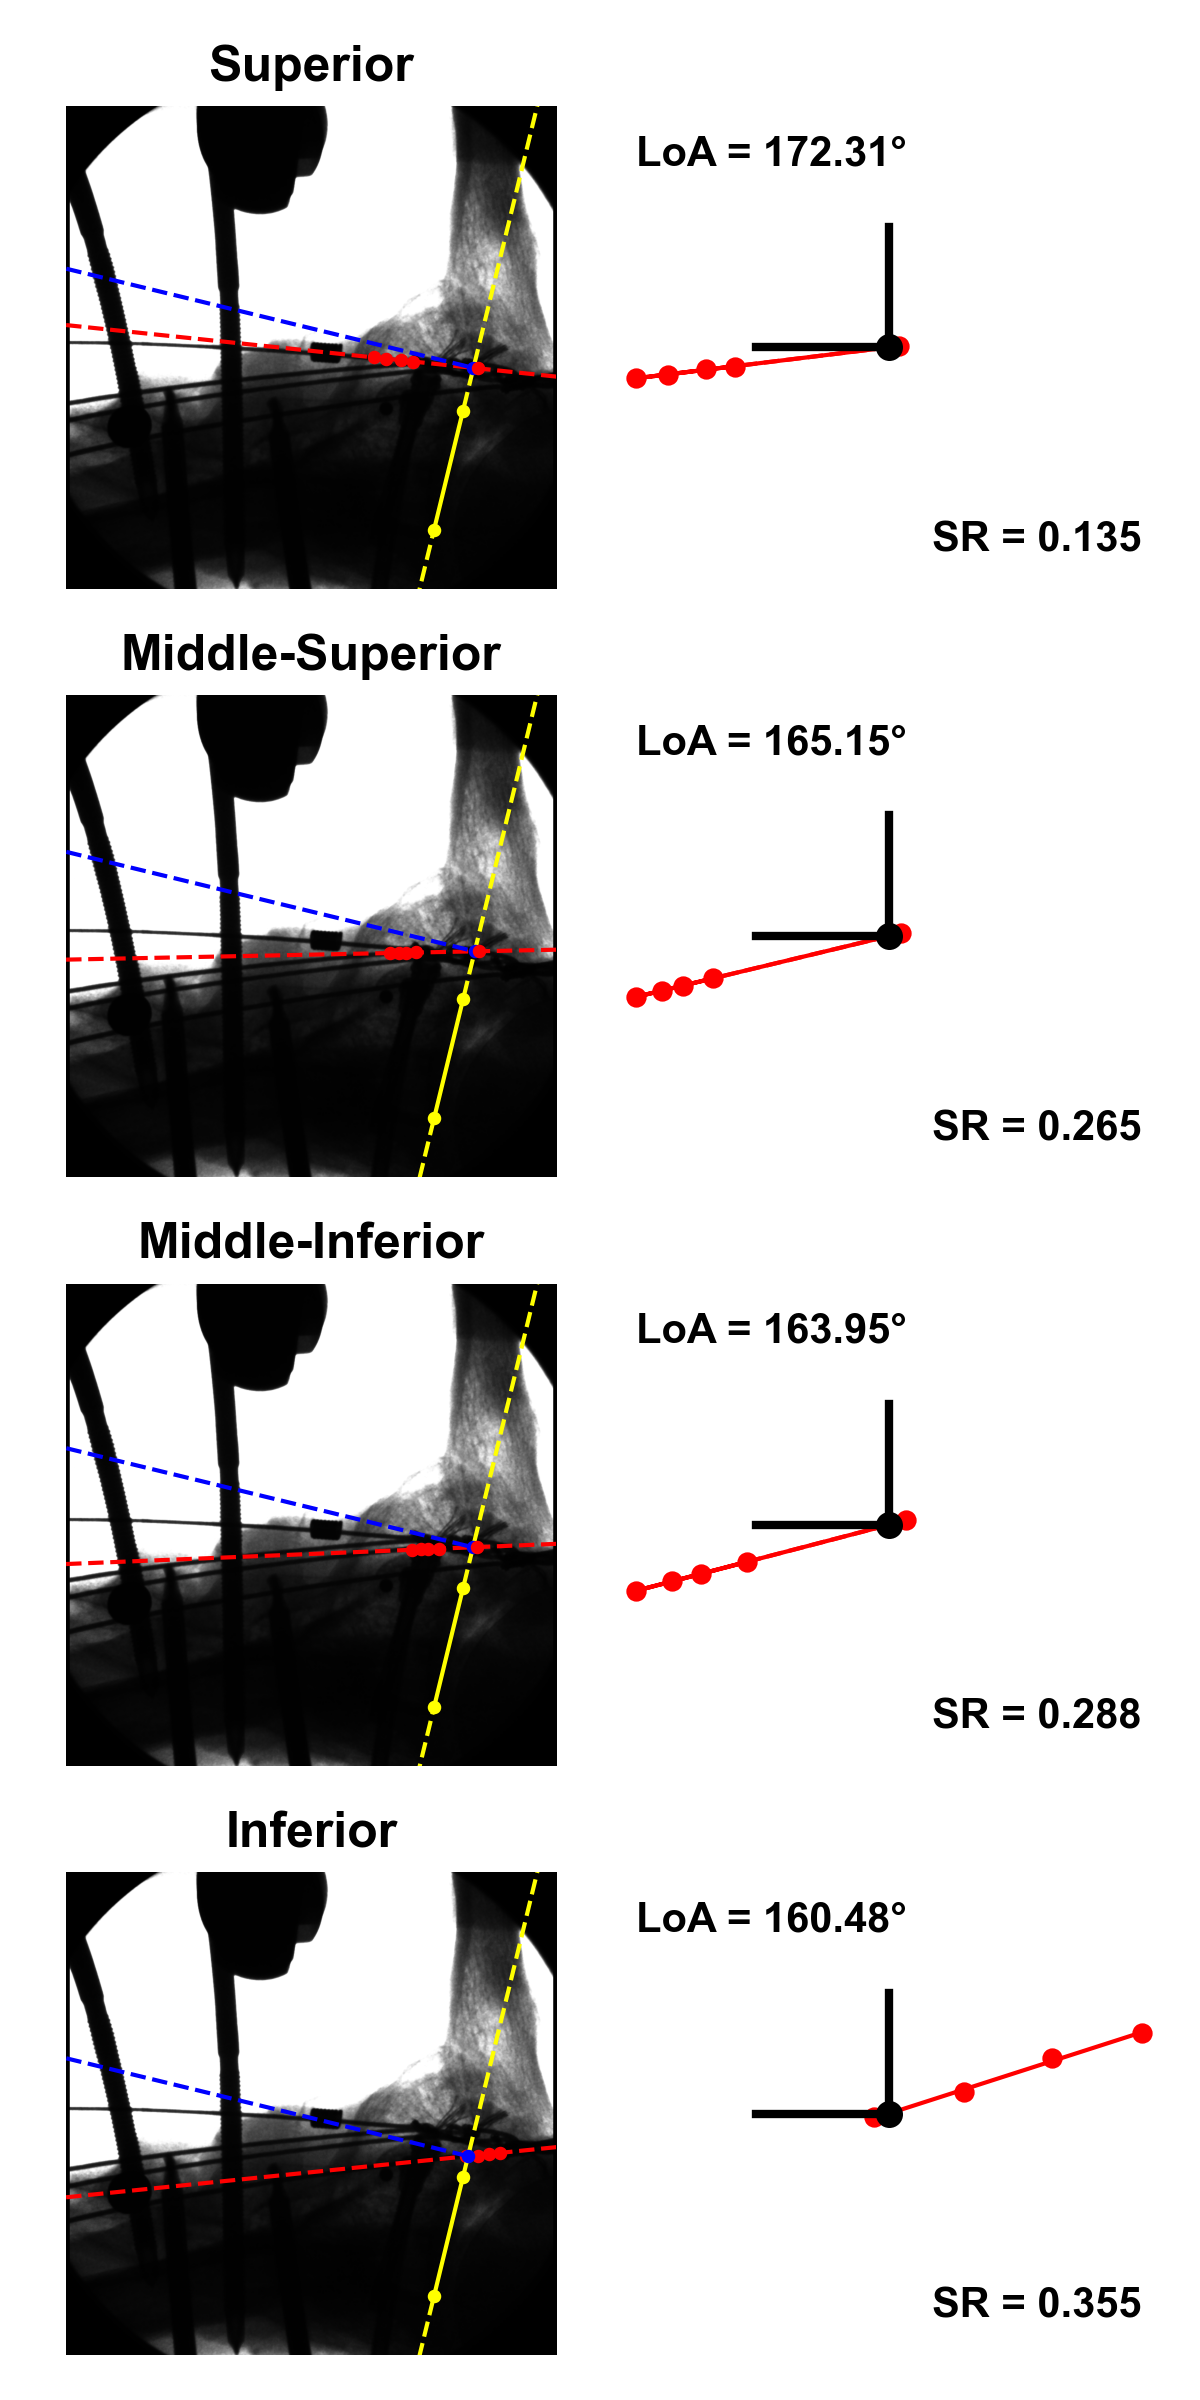 Superior
LoA = 172.31°
SR = 0.135
Middle-Superior
LoA = 165.15°
SR = 0.265
Middle-Inferior
LoA = 163.95°
SR = 0.288
Inferior
LoA = 160.48°
SR = 0.355